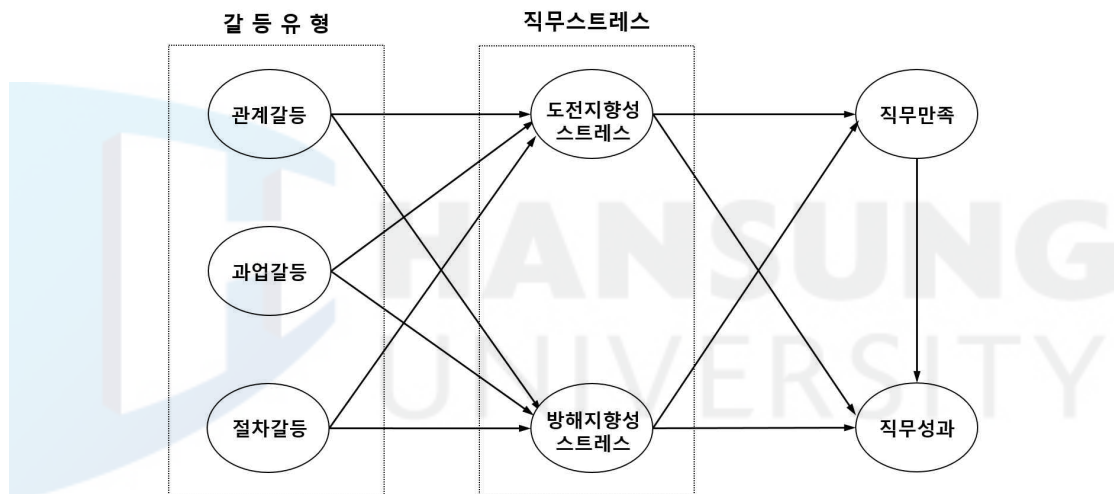 갈 등 유 형
직무스트레스
관계갈등
도전지향성
스트레스
직무만족
과업갈등
절차갈등
방해지향성
스트레스
직무성과
HANSUNG
UNIVERSITY